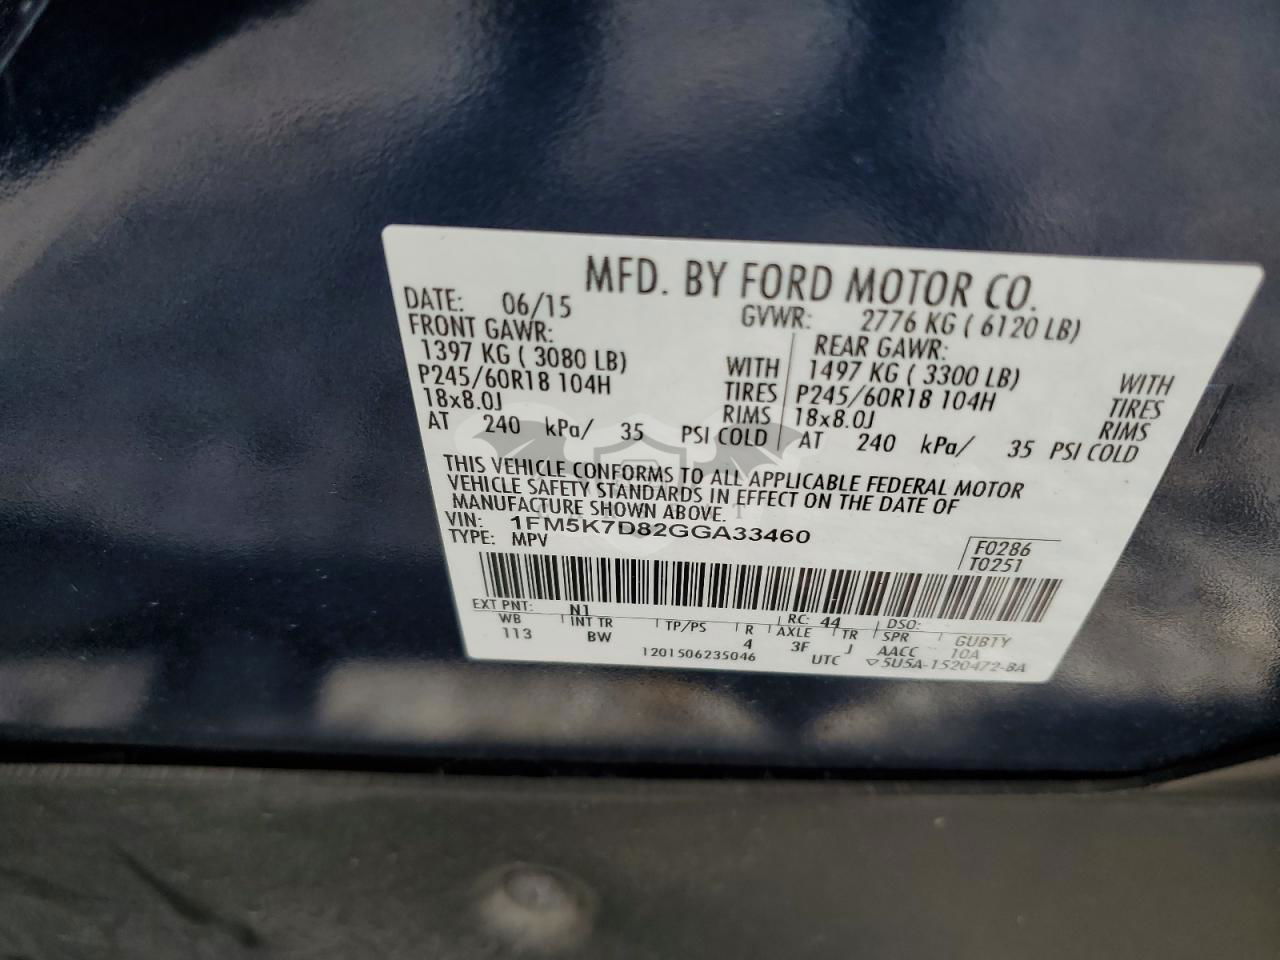 MFD. BY FORD MOTOR CO.
DATE: 06/15 GVWR: 2776 KG ( 6120 LB)
FRONT GAWR: REAR GAWR:
1397 KG ( 3080 LB) WITH 1497 KG ( 3300 LB) WITH
P245/60R18 104H TIRES P245/60R18 104H TIRES
18x8.0J RIMS 18x8.0J RIMS
AT 240 kPa/ 35 PSI COLD AT 240 kPa/ 35 PSI COLD
THIS VEHICLE CONFORMS TO ALL APPLICABLE FEDERAL MOTOR
VEHICLE SAFETY STANDARDS IN EFFECT ON THE DATE OF
MANUFACTURE SHOWN ABOVE.
VIN: 1FM5K7D82GGA33460
TYPE: MPV
F0286
T0251
EXT PNT: N1 RC: 44 DSO:
WB INT TR TP/PS R AXLE TR SPR GUBTY
113 BW 4 3F J AACC 10A
1201506235046 UTC ▽5U5A-1520472-BA